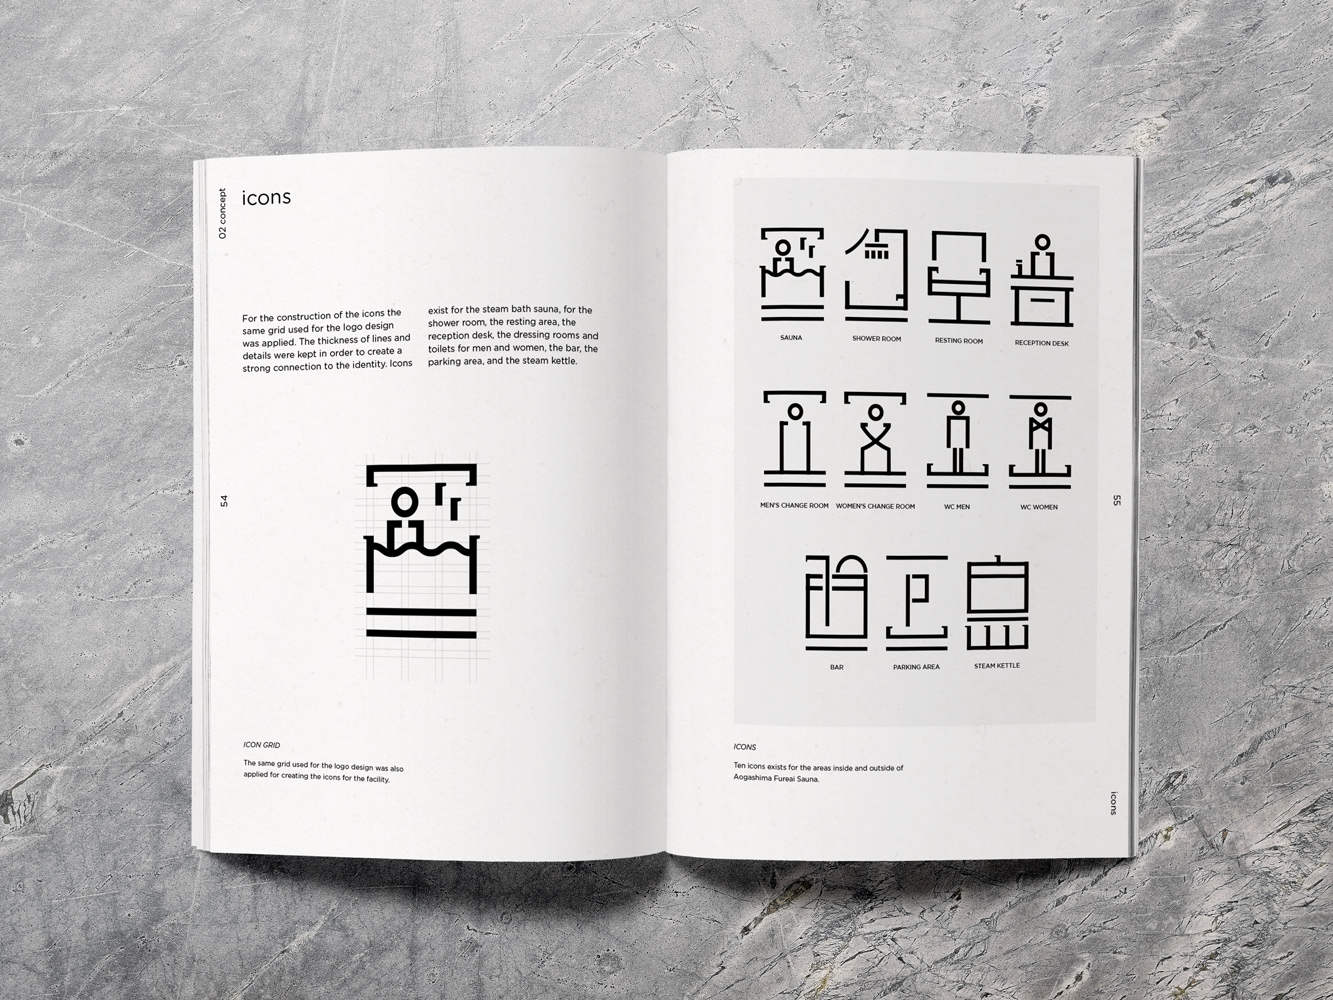 02 concept
icons
For the construction of the icons the
same grid used for the logo design
was applied. The thickness of lines and
details were kept in order to create a
strong connection to the identity. Icons
exist for the steam bath sauna, for the
shower room, the resting area, the
reception desk, the dressing rooms and
toilets for men and women, the bar, the
parking area, and the steam kettle.
54
ICON GRID
The same grid used for the logo design was also
applied for creating the icons for the facility.
SAUNA
SHOWER ROOM
RESTING ROOM
RECEPTION DESK
MEN'S CHANGE ROOM
WOMEN'S CHANGE ROOM
WC MEN
WC WOMEN
BAR
PARKING AREA
STEAM KETTLE
55
ICONS
Ten icons exists for the areas inside and outside of
Aogashima Fureai Sauna.
icons